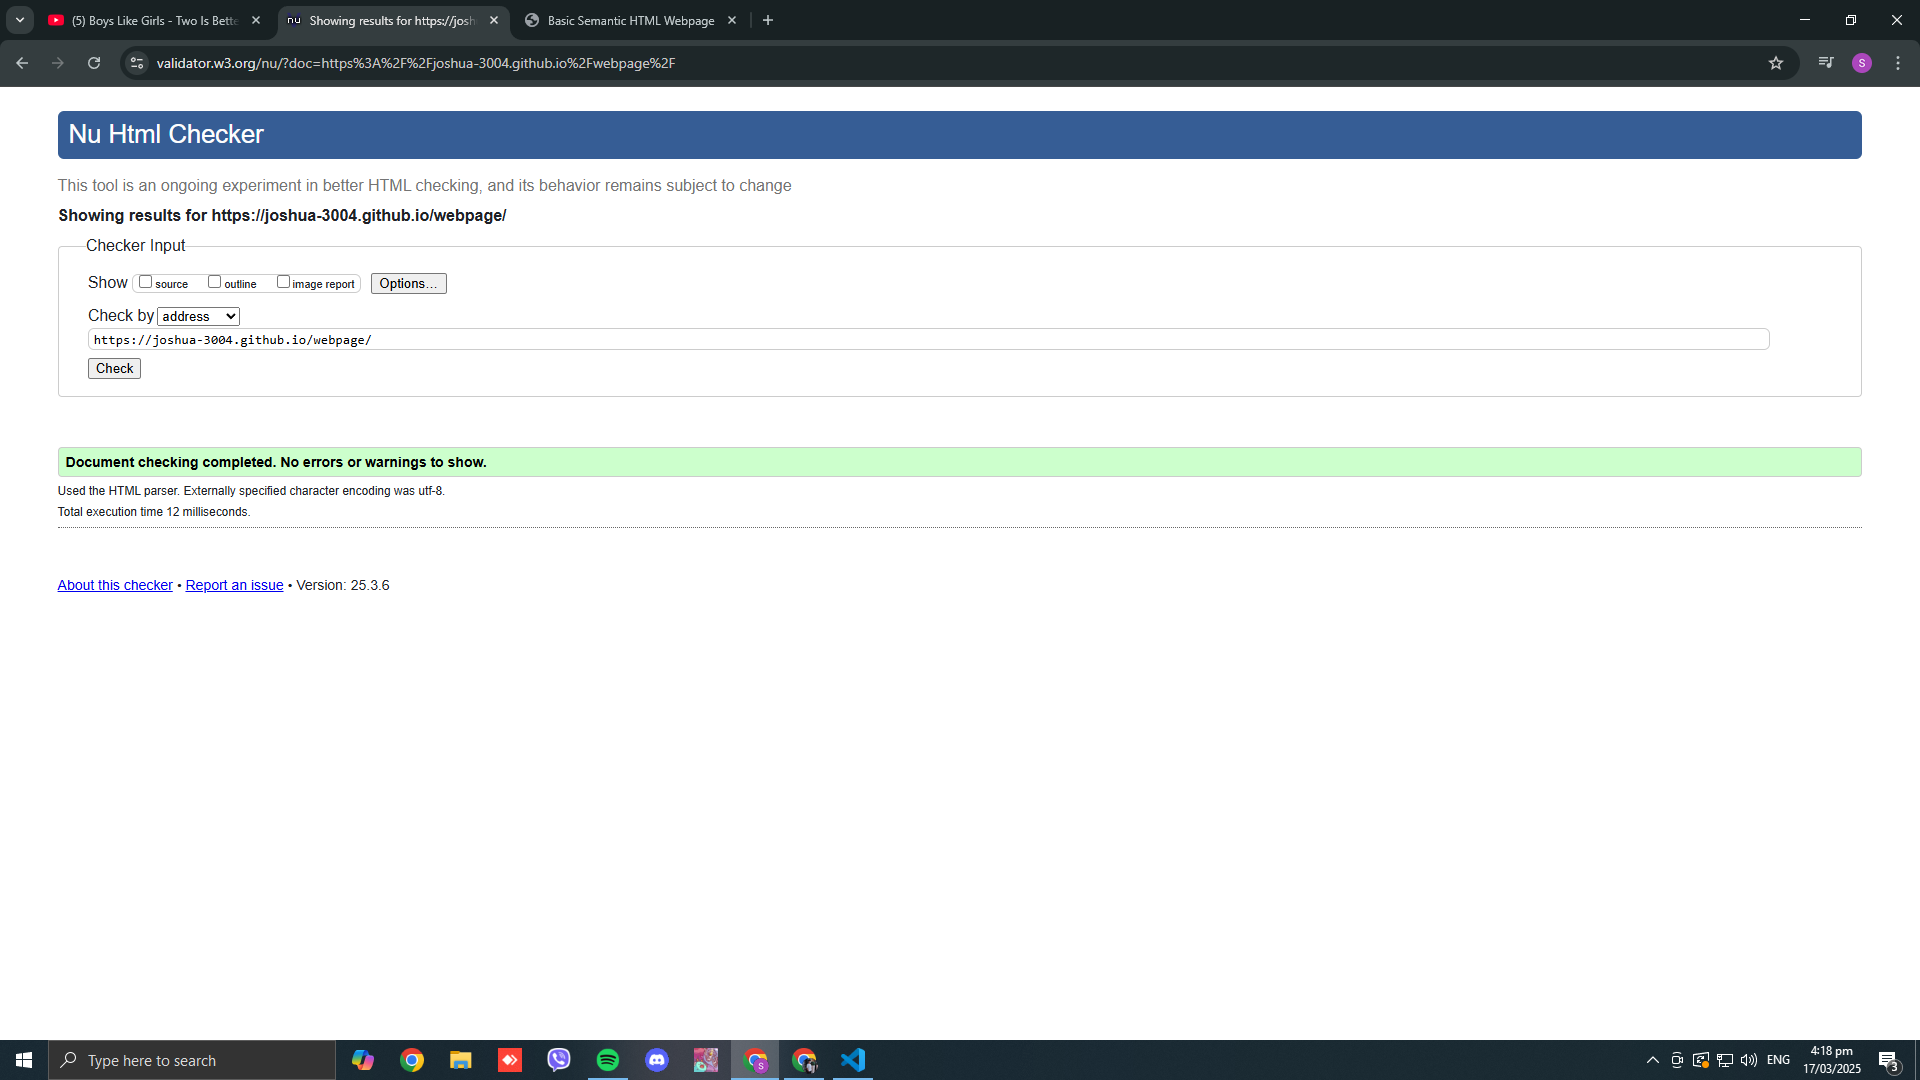 (5) Boys Like Girls - Two Is Bette
nu Showing results for https://josh
Basic Semantic HTML Webpage
validator.w3.org/nu/?doc=https%3A%2F%2Fjoshua-3004.github.io%2Fwebpage%2F
S
Nu Html Checker
This tool is an ongoing experiment in better HTML checking, and its behavior remains subject to change
Showing results for https://joshua-3004.github.io/webpage/
Checker Input
Show source outline image report Options...
Check by address
https://joshua-3004.github.io/webpage/
Check
Document checking completed. No errors or warnings to show.
Used the HTML parser. Externally specified character encoding was utf-8.
Total execution time 12 milliseconds.
About this checker • Report an issue • Version: 25.3.6
Type here to search
S
ENG
4:18 pm
17/03/2025
3